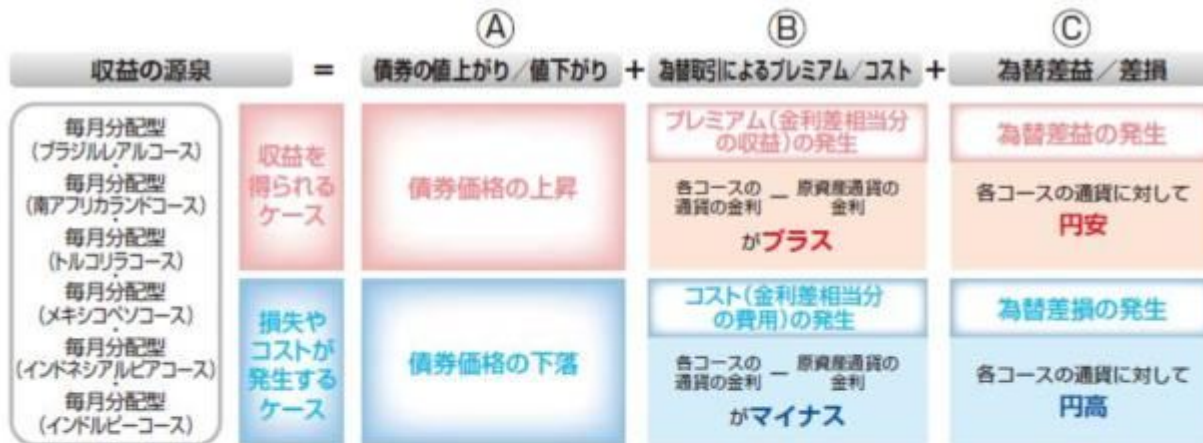 Ⓐ Ⓑ Ⓒ
収益の源泉 = 債券の値上がり/値下がり + 為替取引によるプレミアム/コスト + 為替差益/差損
毎月分配型
(ブラジルレアルコース)
・
毎月分配型
(南アフリカランドコース)
・
毎月分配型
(トルコリラコース)
・
毎月分配型
(メキシコペソコース)
・
毎月分配型
(インドネシアルピアコース)
・
毎月分配型
(インドルピーコース)
収益を
得られる
ケース
債券価格の上昇
プレミアム(金利差相当分
の収益)の発生
各コースの
通貨の金利
ー
原資産通貨の
金利
がプラス
為替差益の発生
各コースの通貨に対して
円安
損失や
コストが
発生する
ケース
債券価格の下落
コスト(金利差相当分
の費用)の発生
各コースの
通貨の金利
ー
原資産通貨の
金利
がマイナス
為替差損の発生
各コースの通貨に対して
円高